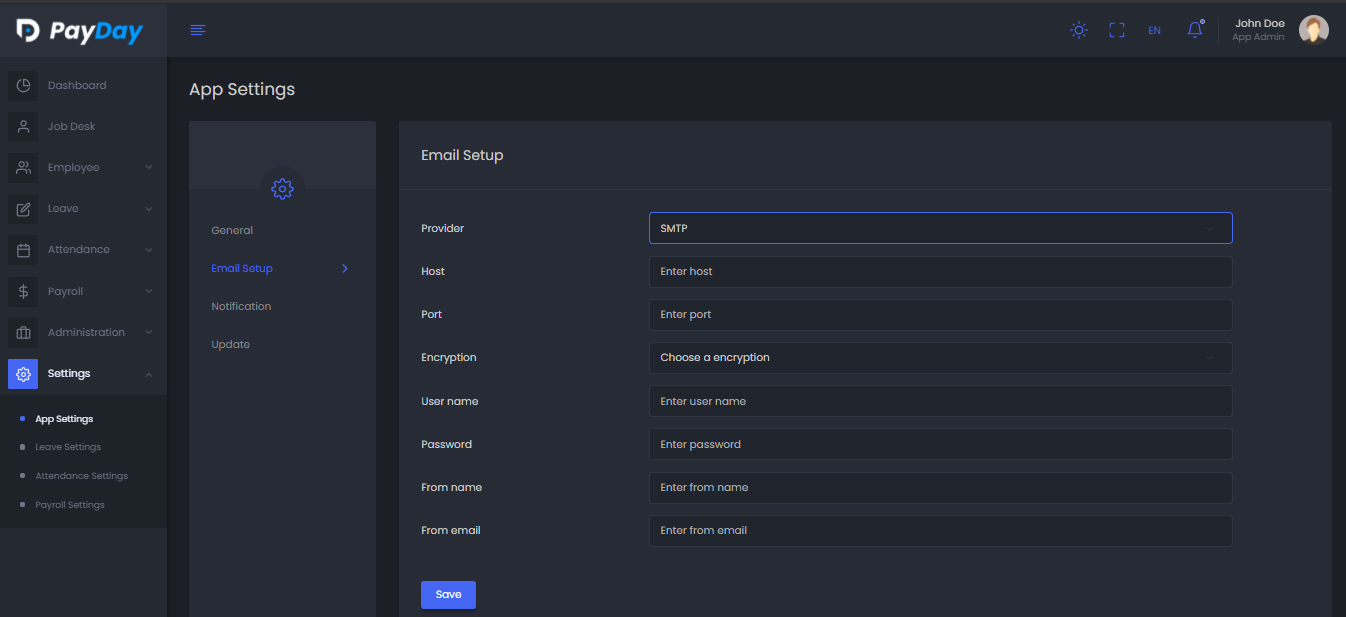 PayDay
EN
John Doe
App Admin
Dashboard
Job Desk
Employee
Leave
Attendance
Payroll
Administration
Settings
App Settings
Leave Settings
Attendance Settings
Payroll Settings
App Settings
General
Email Setup
Notification
Update
Email Setup
Provider SMTP
Host Enter host
Port Enter port
Encryption Choose a encryption
User name Enter user name
Password Enter password
From name Enter from name
From email Enter from email
Save